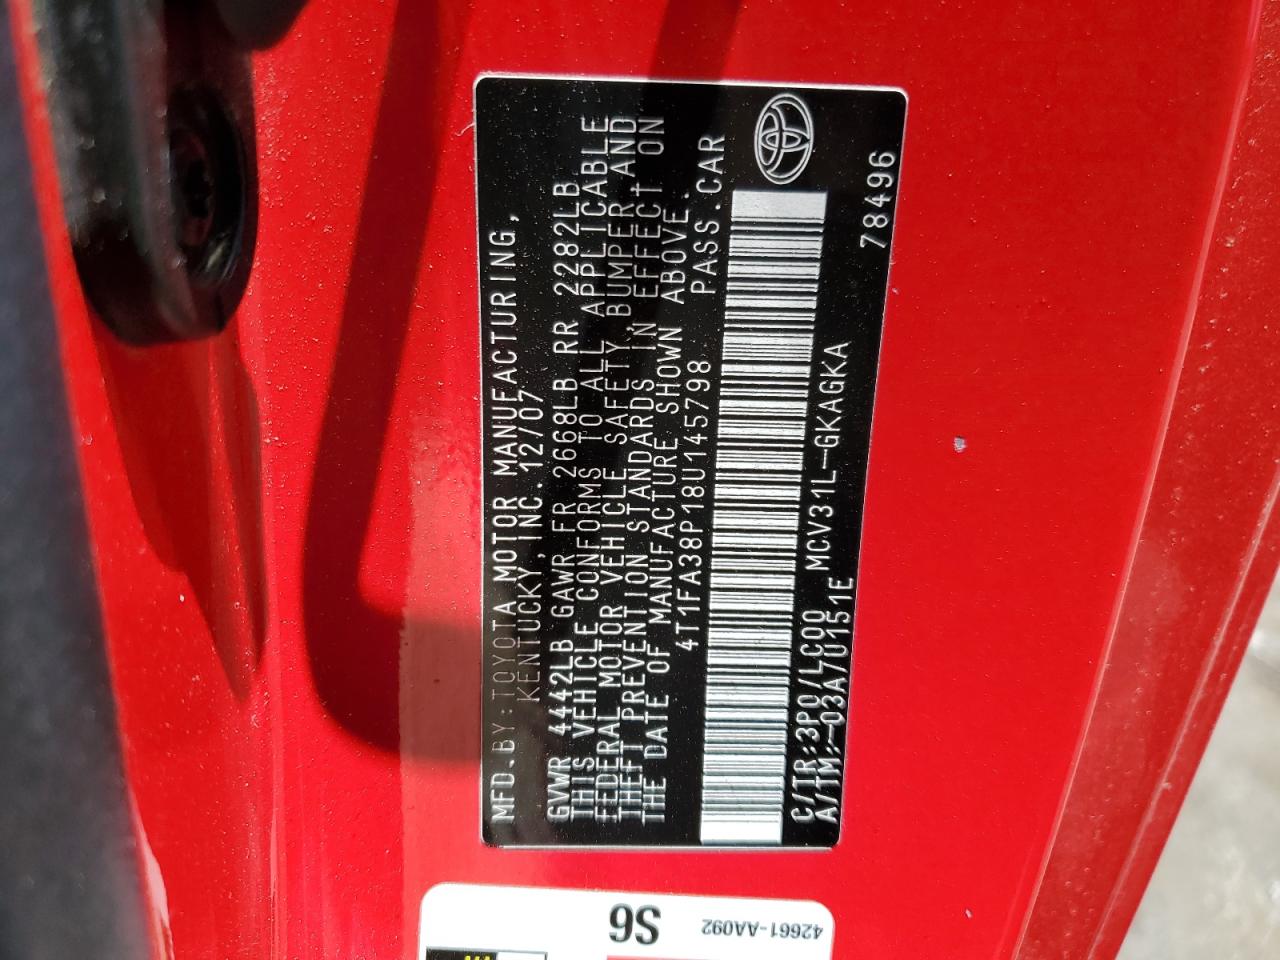 MFD.BY:TOYOTA MOTOR MANUFACTURING,
KENTUCKY,INC.12/07
GVWR 4442LB GAWR FR 2668LB RR 2282LB
THIS VEHICLE CONFORMS TO ALL APPLICABLE
FEDERAL MOTOR VEHICLE SAFETY, BUMPER AND
THEFT PREVENTION STANDARDS IN EFFECT ON
THE DATE OF MANUFACTURE SHOWN ABOVE.
4T1FA38P18U145798 PASS.CAR
C/TR:3P0/LC00 MCV31L-GKAGKA
A/TM:-03A/U151E 78496
S6
42661-AA092